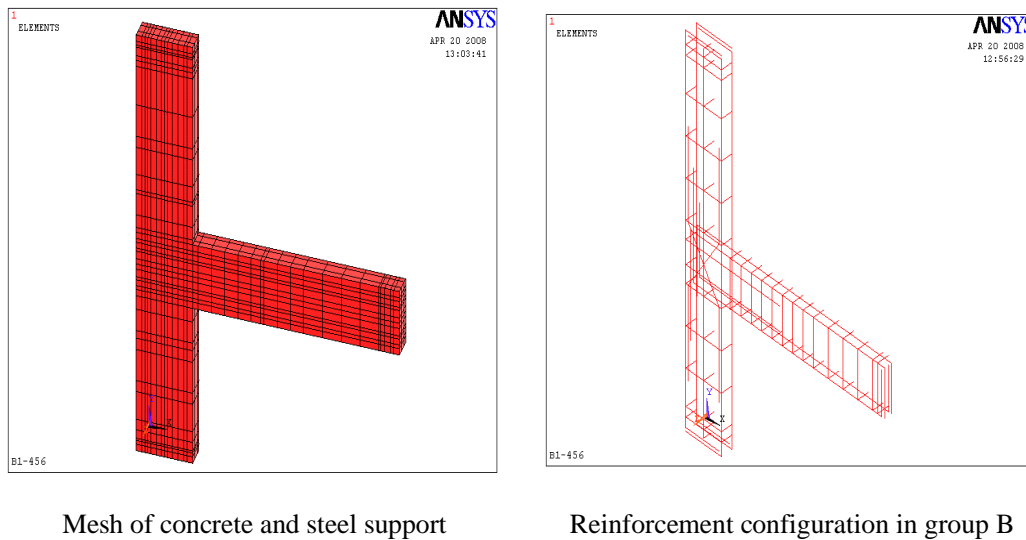 1
ELEMENTS
ANSYS
APR 20 2008
13:03:41
X
B1-456
1
ELEMENTS
ANSYS
APR 20 2008
12:56:29
Y
X
B1-456
Mesh of concrete and steel support
Reinforcement configuration in group B